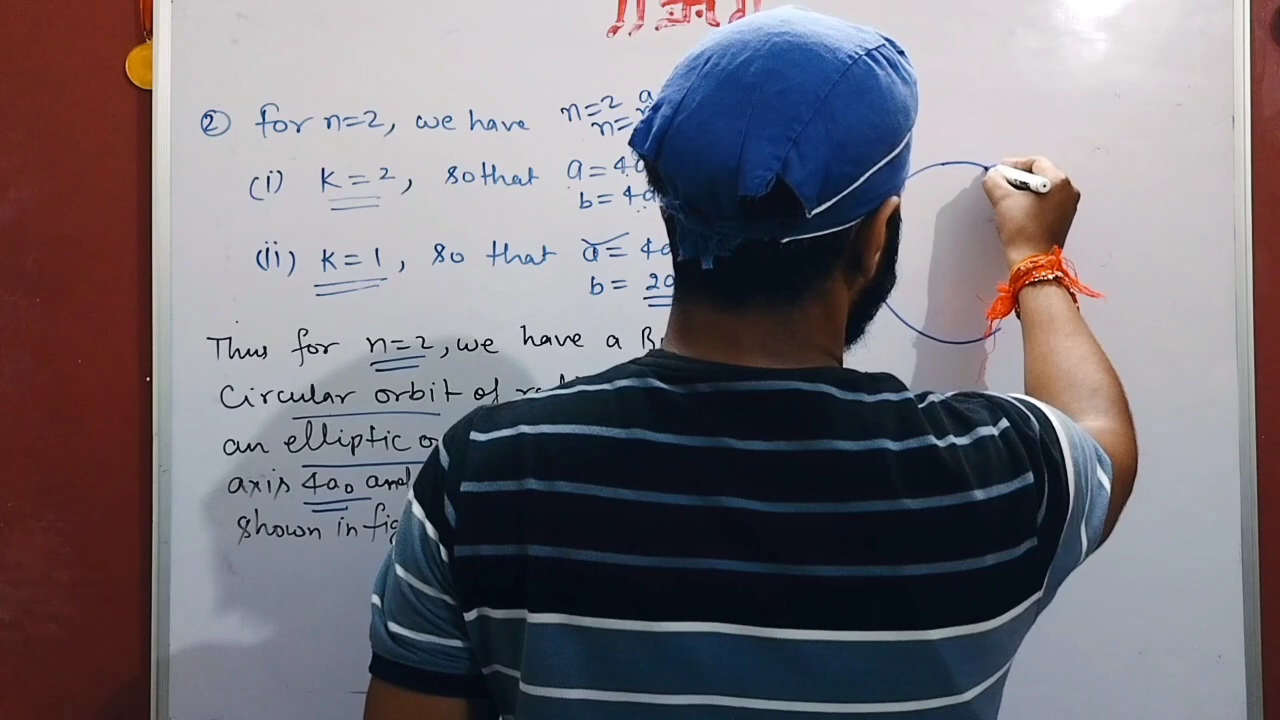 ② for n=2, we have n=2
n=
(i) K=2, so that a=4a
b=4a
(ii) K=1, so that a=4a
b=2a
Thus for n=2, we have a
Circular orbit of
an elliptic
axis 4a₀ and
shown in fig